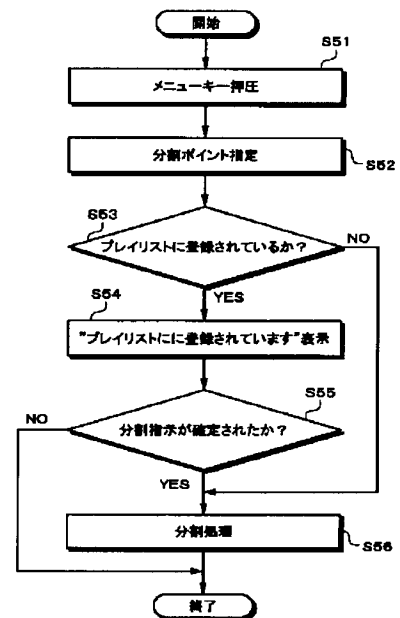 開始
S51
メニューキー押圧
分割ポイント指定
S52
S53
プレイリストに登録されているか？
NO
YES
S54
"プレイリストにに登録されています"表示
S55
NO
分割指示が確定されたか？
YES
分割処理
S56
終了